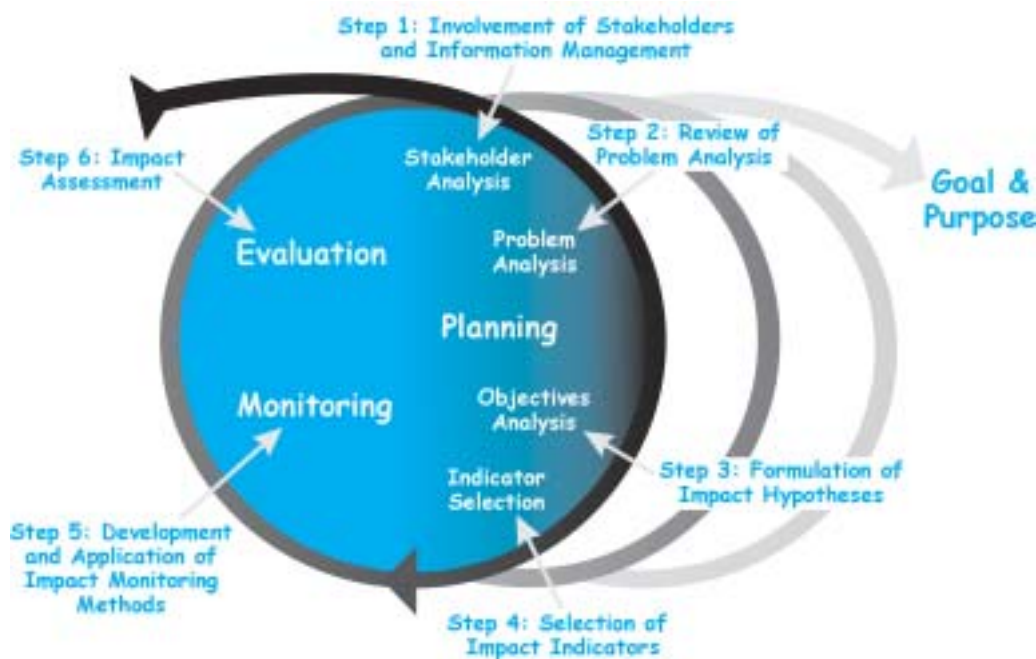 Step 1: Involvement of Stakeholders
and Information Management
Step 2: Review of
Problem Analysis
Step 6: Impact
Assessment
Stakeholder
Analysis
Goal &
Purpose
Evaluation
Problem
Analysis
Planning
Monitoring
Objectives
Analysis
Step 3: Formulation of
Impact Hypotheses
Indicator
Selection
Step 5: Development
and Application of
Impact Monitoring
Methods
Step 4: Selection of
Impact Indicators